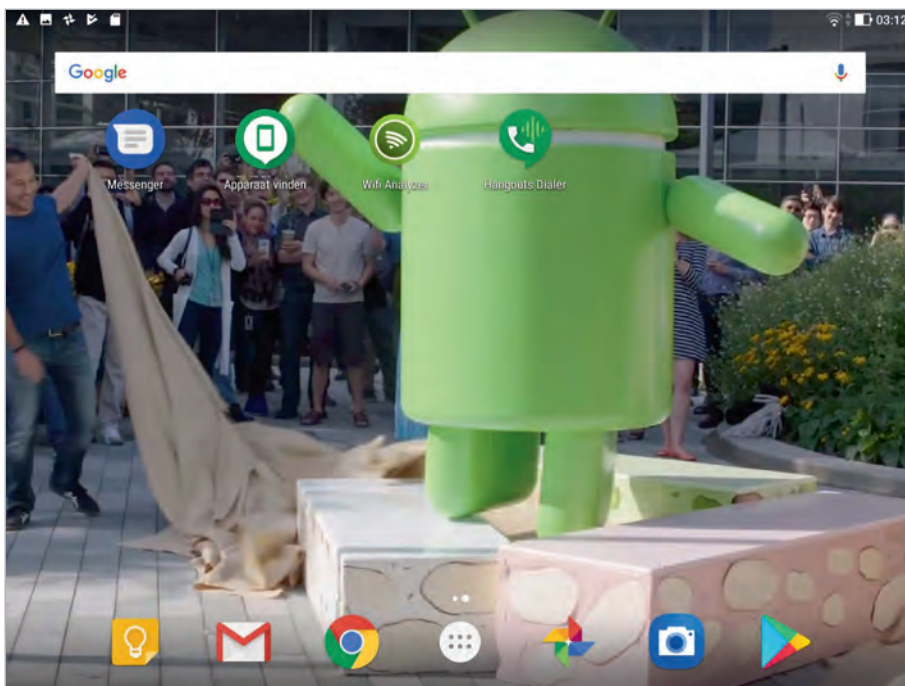 03:12
Google
Messenger
Apparaat vinden
Wifi Analyzer
Hangouts Dialer